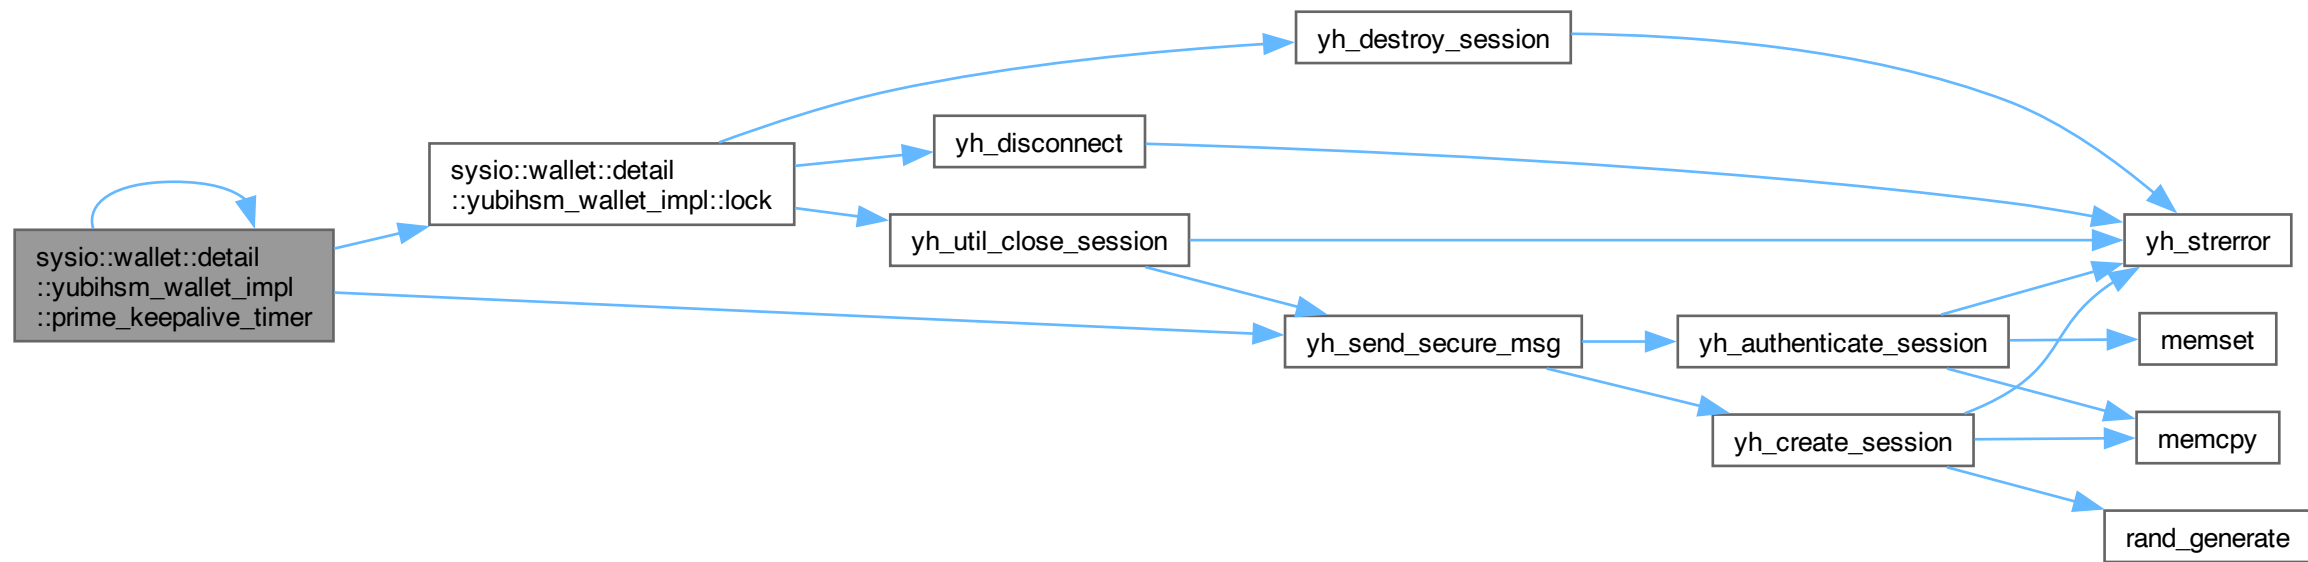 sysio::wallet::detail
::yubihsm_wallet_impl
::prime_keepalive_timer
sysio::wallet::detail
::yubihsm_wallet_impl::lock
yh_destroy_session
yh_disconnect
yh_util_close_session
yh_send_secure_msg
yh_authenticate_session
yh_create_session
yh_strerror
memset
memcpy
rand_generate